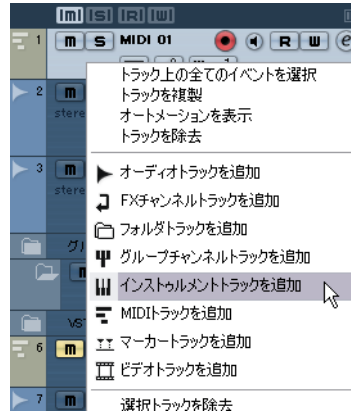 m S R W
1 m S MIDI 01 R W e
トラック上の全てのイベントを選択
トラックを複製
オートメーションを表示
トラックを除去
2 m
stere
3 m
stere
オーディオトラックを追加
FXチャンネルトラックを追加
フォルダトラックを追加
グループチャンネルトラックを追加
インストゥルメントトラックを追加
MIDIトラックを追加
マーカートラックを追加
ビデオトラックを追加
選択トラックを除去
グル
m
VS
6 m
7 m